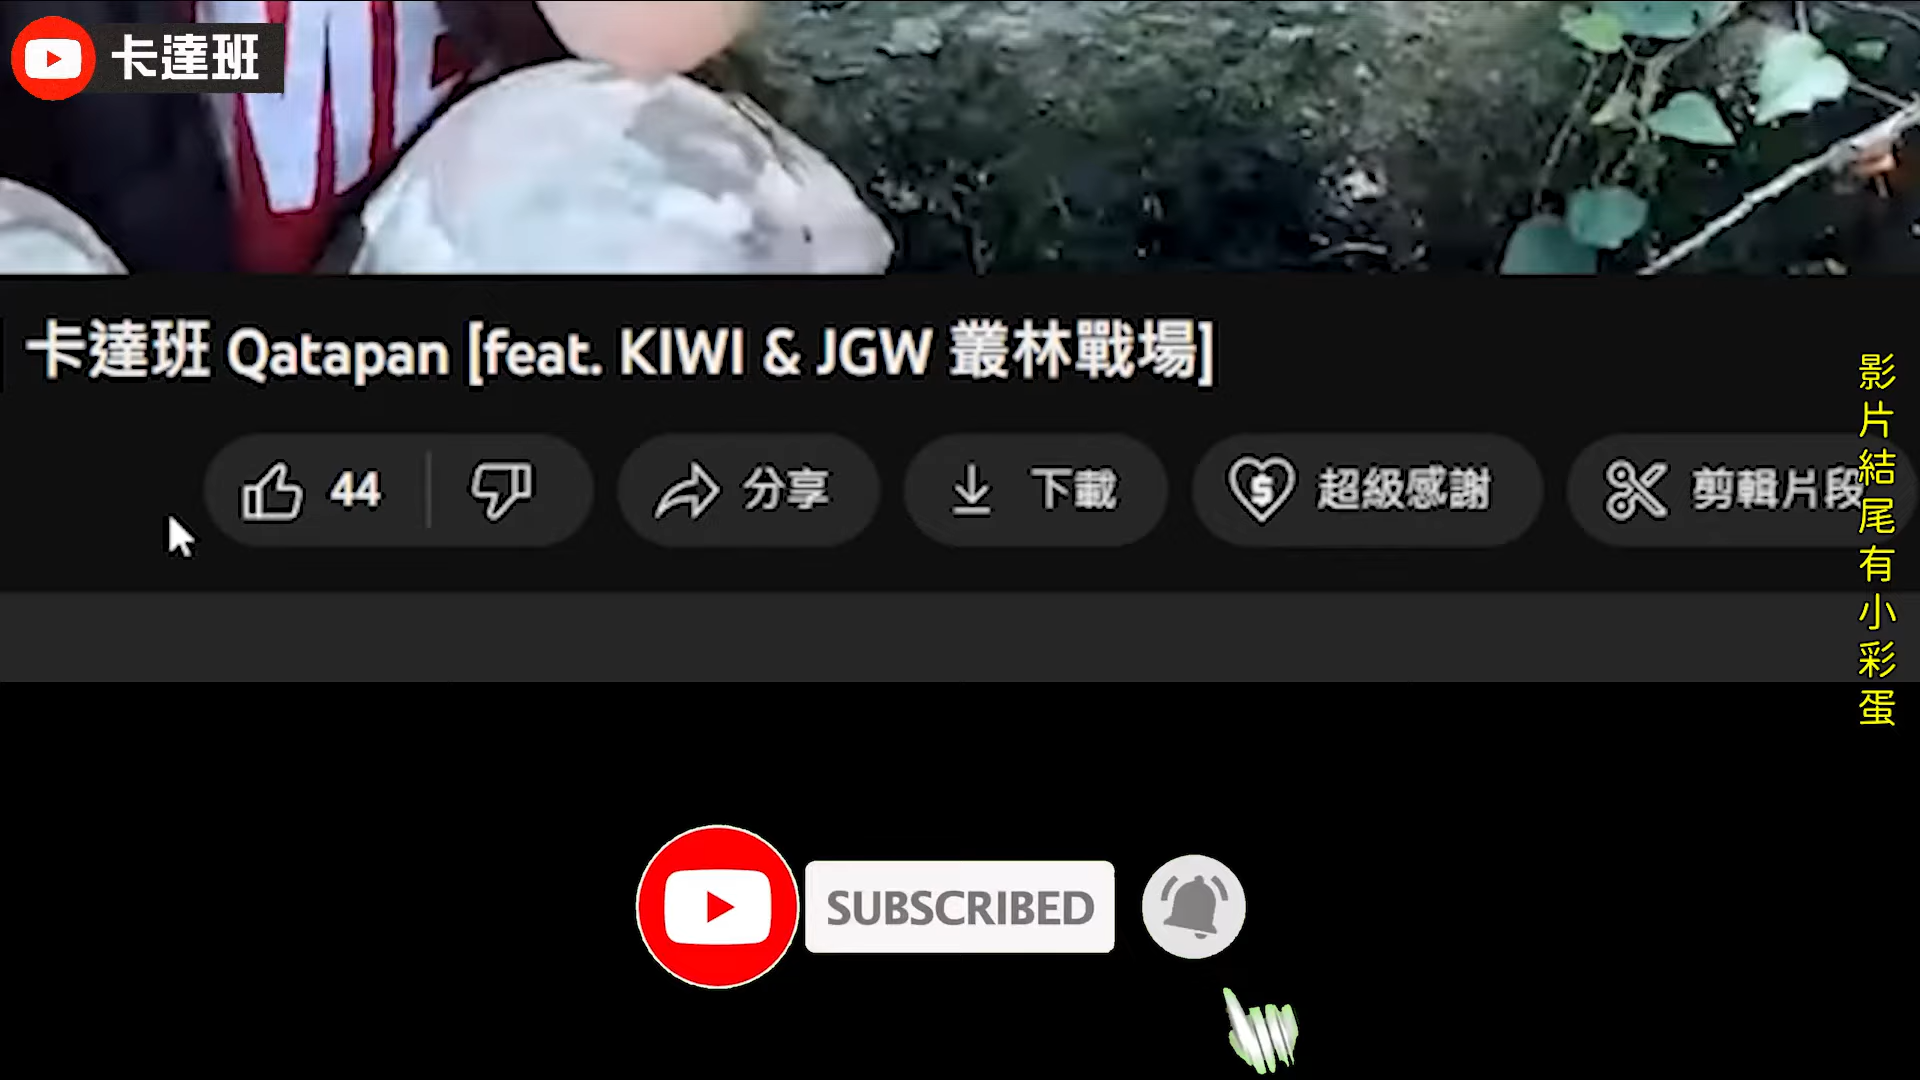 卡達班
卡達班 Qatapan [feat. KIWI & JGW 叢林戰場]
44
分享
下載
超級感謝
剪輯片段
影片結尾有小彩蛋
SUBSCRIBED